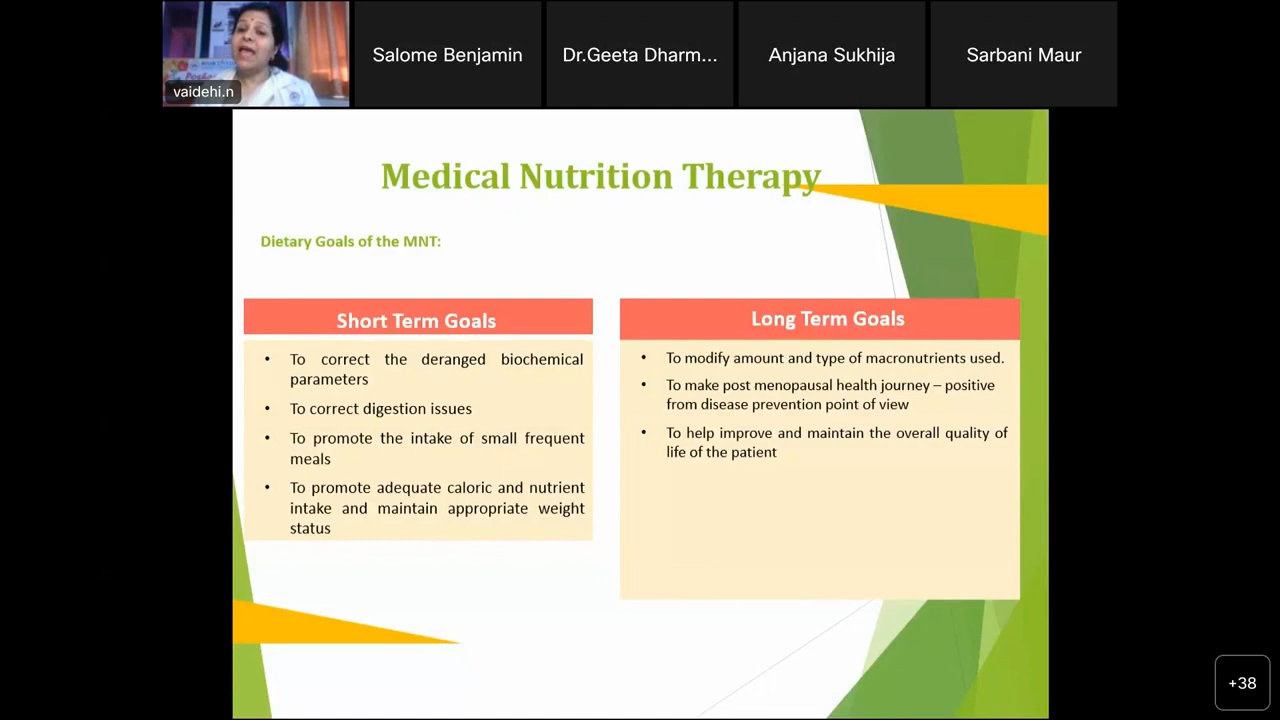 Salome Benjamin
Dr.Geeta Dharm...
Anjana Sukhija
Sarbani Maur
vaidehi.n
Medical Nutrition Therapy
Dietary Goals of the MNT:
Short Term Goals
• To correct the deranged biochemical
parameters
• To correct digestion issues
• To promote the intake of small frequent
meals
• To promote adequate caloric and nutrient
intake and maintain appropriate weight
status
Long Term Goals
• To modify amount and type of macronutrients used.
• To make post menopausal health journey – positive
from disease prevention point of view
• To help improve and maintain the overall quality of
life of the patient
+38